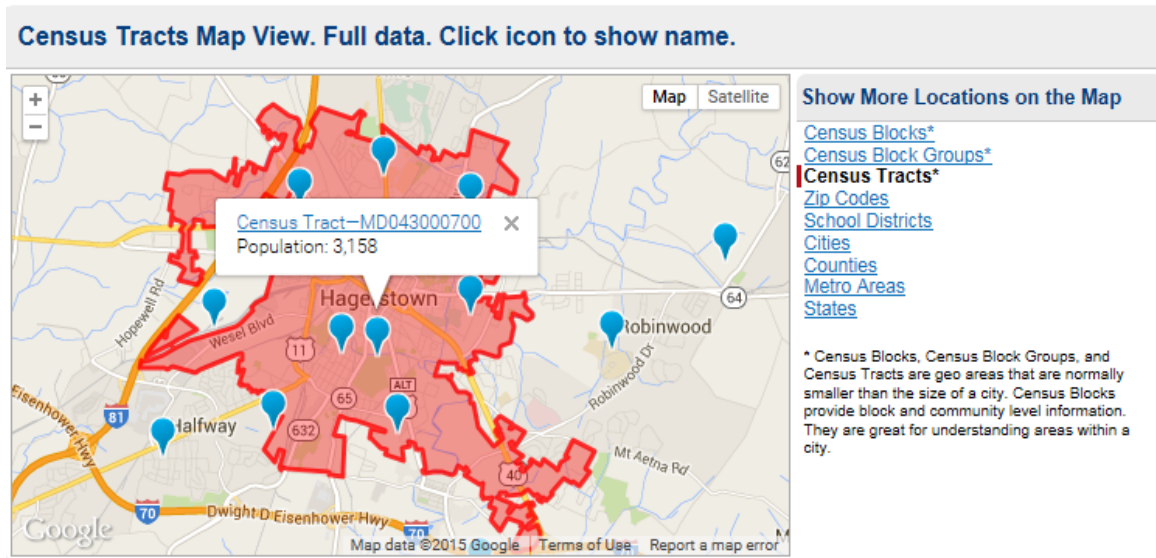 Census Tracts Map View. Full data. Click icon to show name.
+
−
Map Satellite
Census Tract—MD043000700 ×
Population: 3,158
Hopewell Rd
Wesel Blvd
Hagerstown
11
64
Robinwood
Robinwood Dr
ALT
65
632
Eisenhower Hwy
81
Halfway
Mt Aetna Rd
40
70
Dwight D Eisenhower Hwy
70
Google
Map data ©2015 Google Terms of Use Report a map error
Show More Locations on the Map
Census Blocks*
Census Block Groups*
Census Tracts*
Zip Codes
School Districts
Cities
Counties
Metro Areas
States
* Census Blocks, Census Block Groups, and
Census Tracts are geo areas that are normally
smaller than the size of a city. Census Blocks
provide block and community level information.
They are great for understanding areas within a
city.